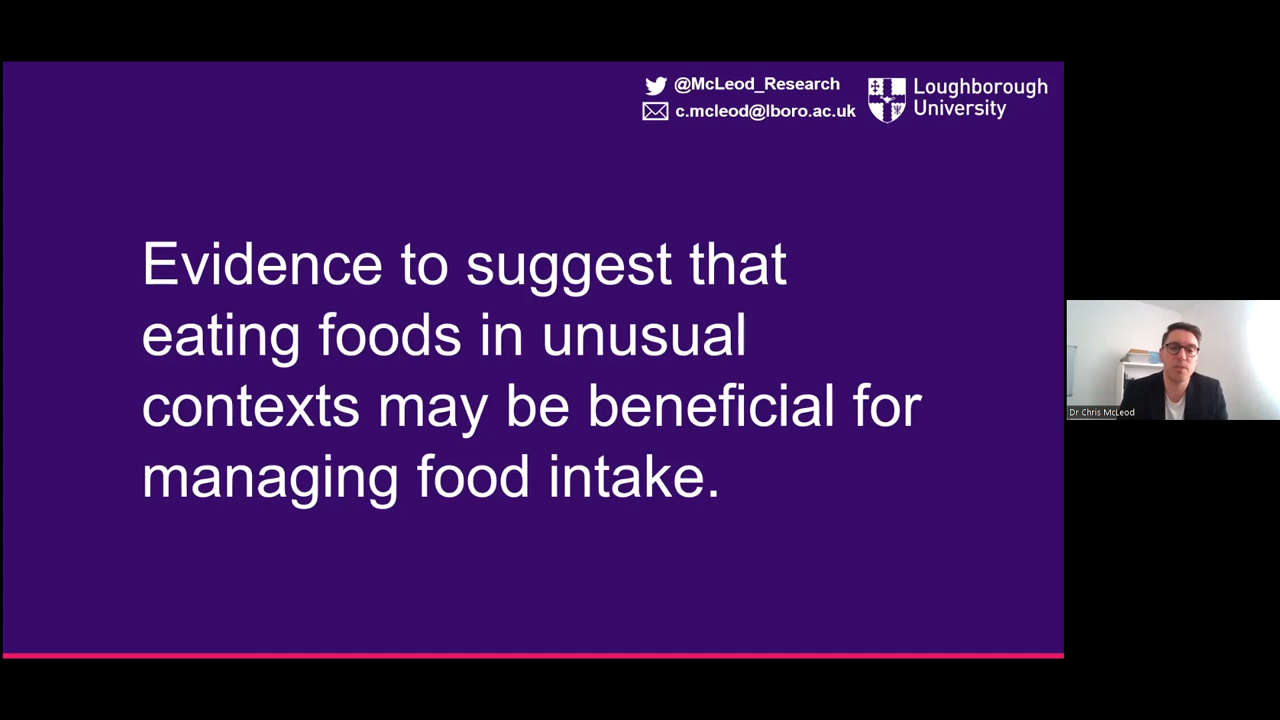 @McLeod_Research
c.mcleod@lboro.ac.uk
Loughborough
University
Evidence to suggest that
eating foods in unusual
contexts may be beneficial for
managing food intake.
Dr Chris McLeod